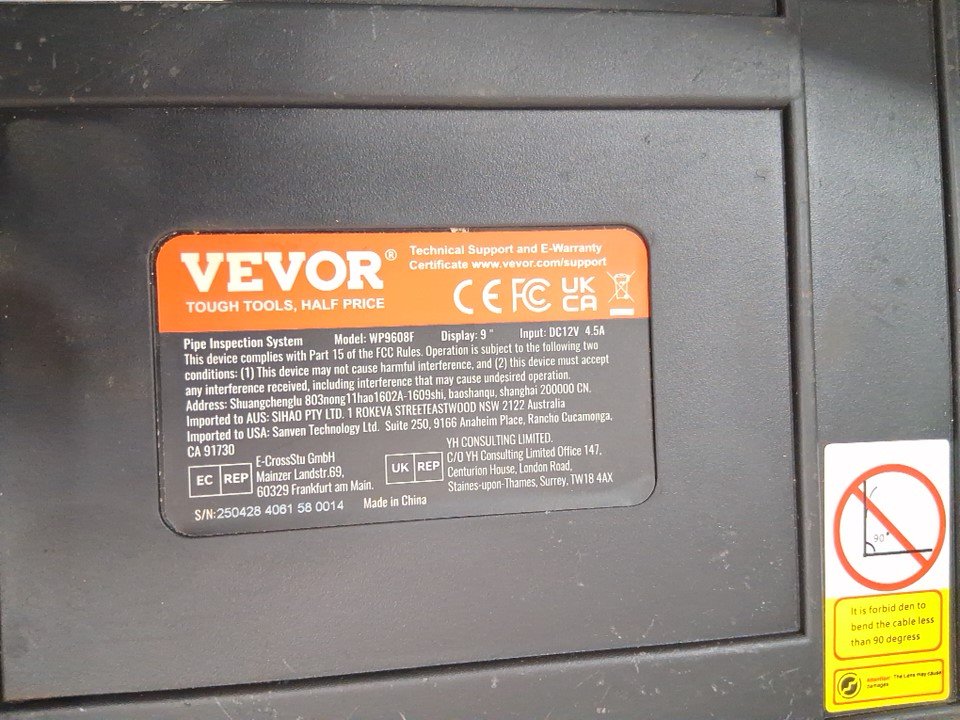 VEVOR®
TOUGH TOOLS, HALF PRICE
Technical Support and E-Warranty
Certificate www.vevor.com/support
CE FC UK CA
Pipe Inspection System Model: WP9608F Display: 9 " Input: DC12V 4.5A
This device complies with Part 15 of the FCC Rules. Operation is subject to the following two
conditions: (1) This device may not cause harmful interference, and (2) this device must accept
any interference received, including interference that may cause undesired operation.
Address: Shuangchenglu 803nong11hao1602A-1609shi, baoshanqu, shanghai 200000 CN.
Imported to AUS: SIHAO PTY LTD. 1 ROKEVA STREETEASTWOOD NSW 2122 Australia
Imported to USA: Sanven Technology Ltd. Suite 250, 9166 Anaheim Place, Rancho Cucamonga,
CA 91730
EC REP
E-CrossStu GmbH
Mainzer Landstr.69,
60329 Frankfurt am Main.
UK REP
YH CONSULTING LIMITED.
C/O YH Consulting Limited Office 147,
Centurion House, London Road,
Staines-upon-Thames, Surrey, TW18 4AX
S/N:250428 4061 58 0014 Made in China
90°
It is forbid den to
bend the cable less
than 90 degress
Attention: The Lens may cause
damages